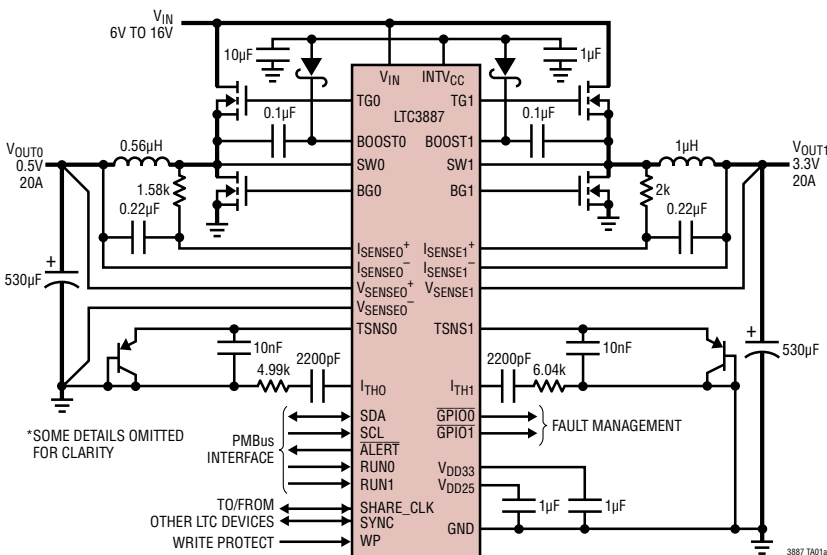 VIN
6V TO 16V
10µF
1µF
VIN
INTVCC
LTC3887
TG0
TG1
0.1µF
0.1µF
BOOST0
BOOST1
VOUT0
0.5V
20A
0.56µH
SW0
SW1
1µH
VOUT1
3.3V
20A
1.58k
BG0
BG1
2k
0.22µF
0.22µF
ISENSE0+
ISENSE1+
ISENSE0–
ISENSE1–
VSENSE0+
VSENSE1
VSENSE0–
530µF
TSNS0
TSNS1
10nF
10nF
530µF
4.99k
2200pF
2200pF
6.04k
ITH0
ITH1
*SOME DETAILS OMITTED
FOR CLARITY
PMBus
INTERFACE
SDA
SCL
ALERT
RUN0
RUN1
GPIO0
GPIO1
FAULT MANAGEMENT
VDD33
VDD25
1µF
1µF
TO/FROM
OTHER LTC DEVICES
SHARE_CLK
SYNC
WRITE PROTECT
WP
GND
3887 TA01a